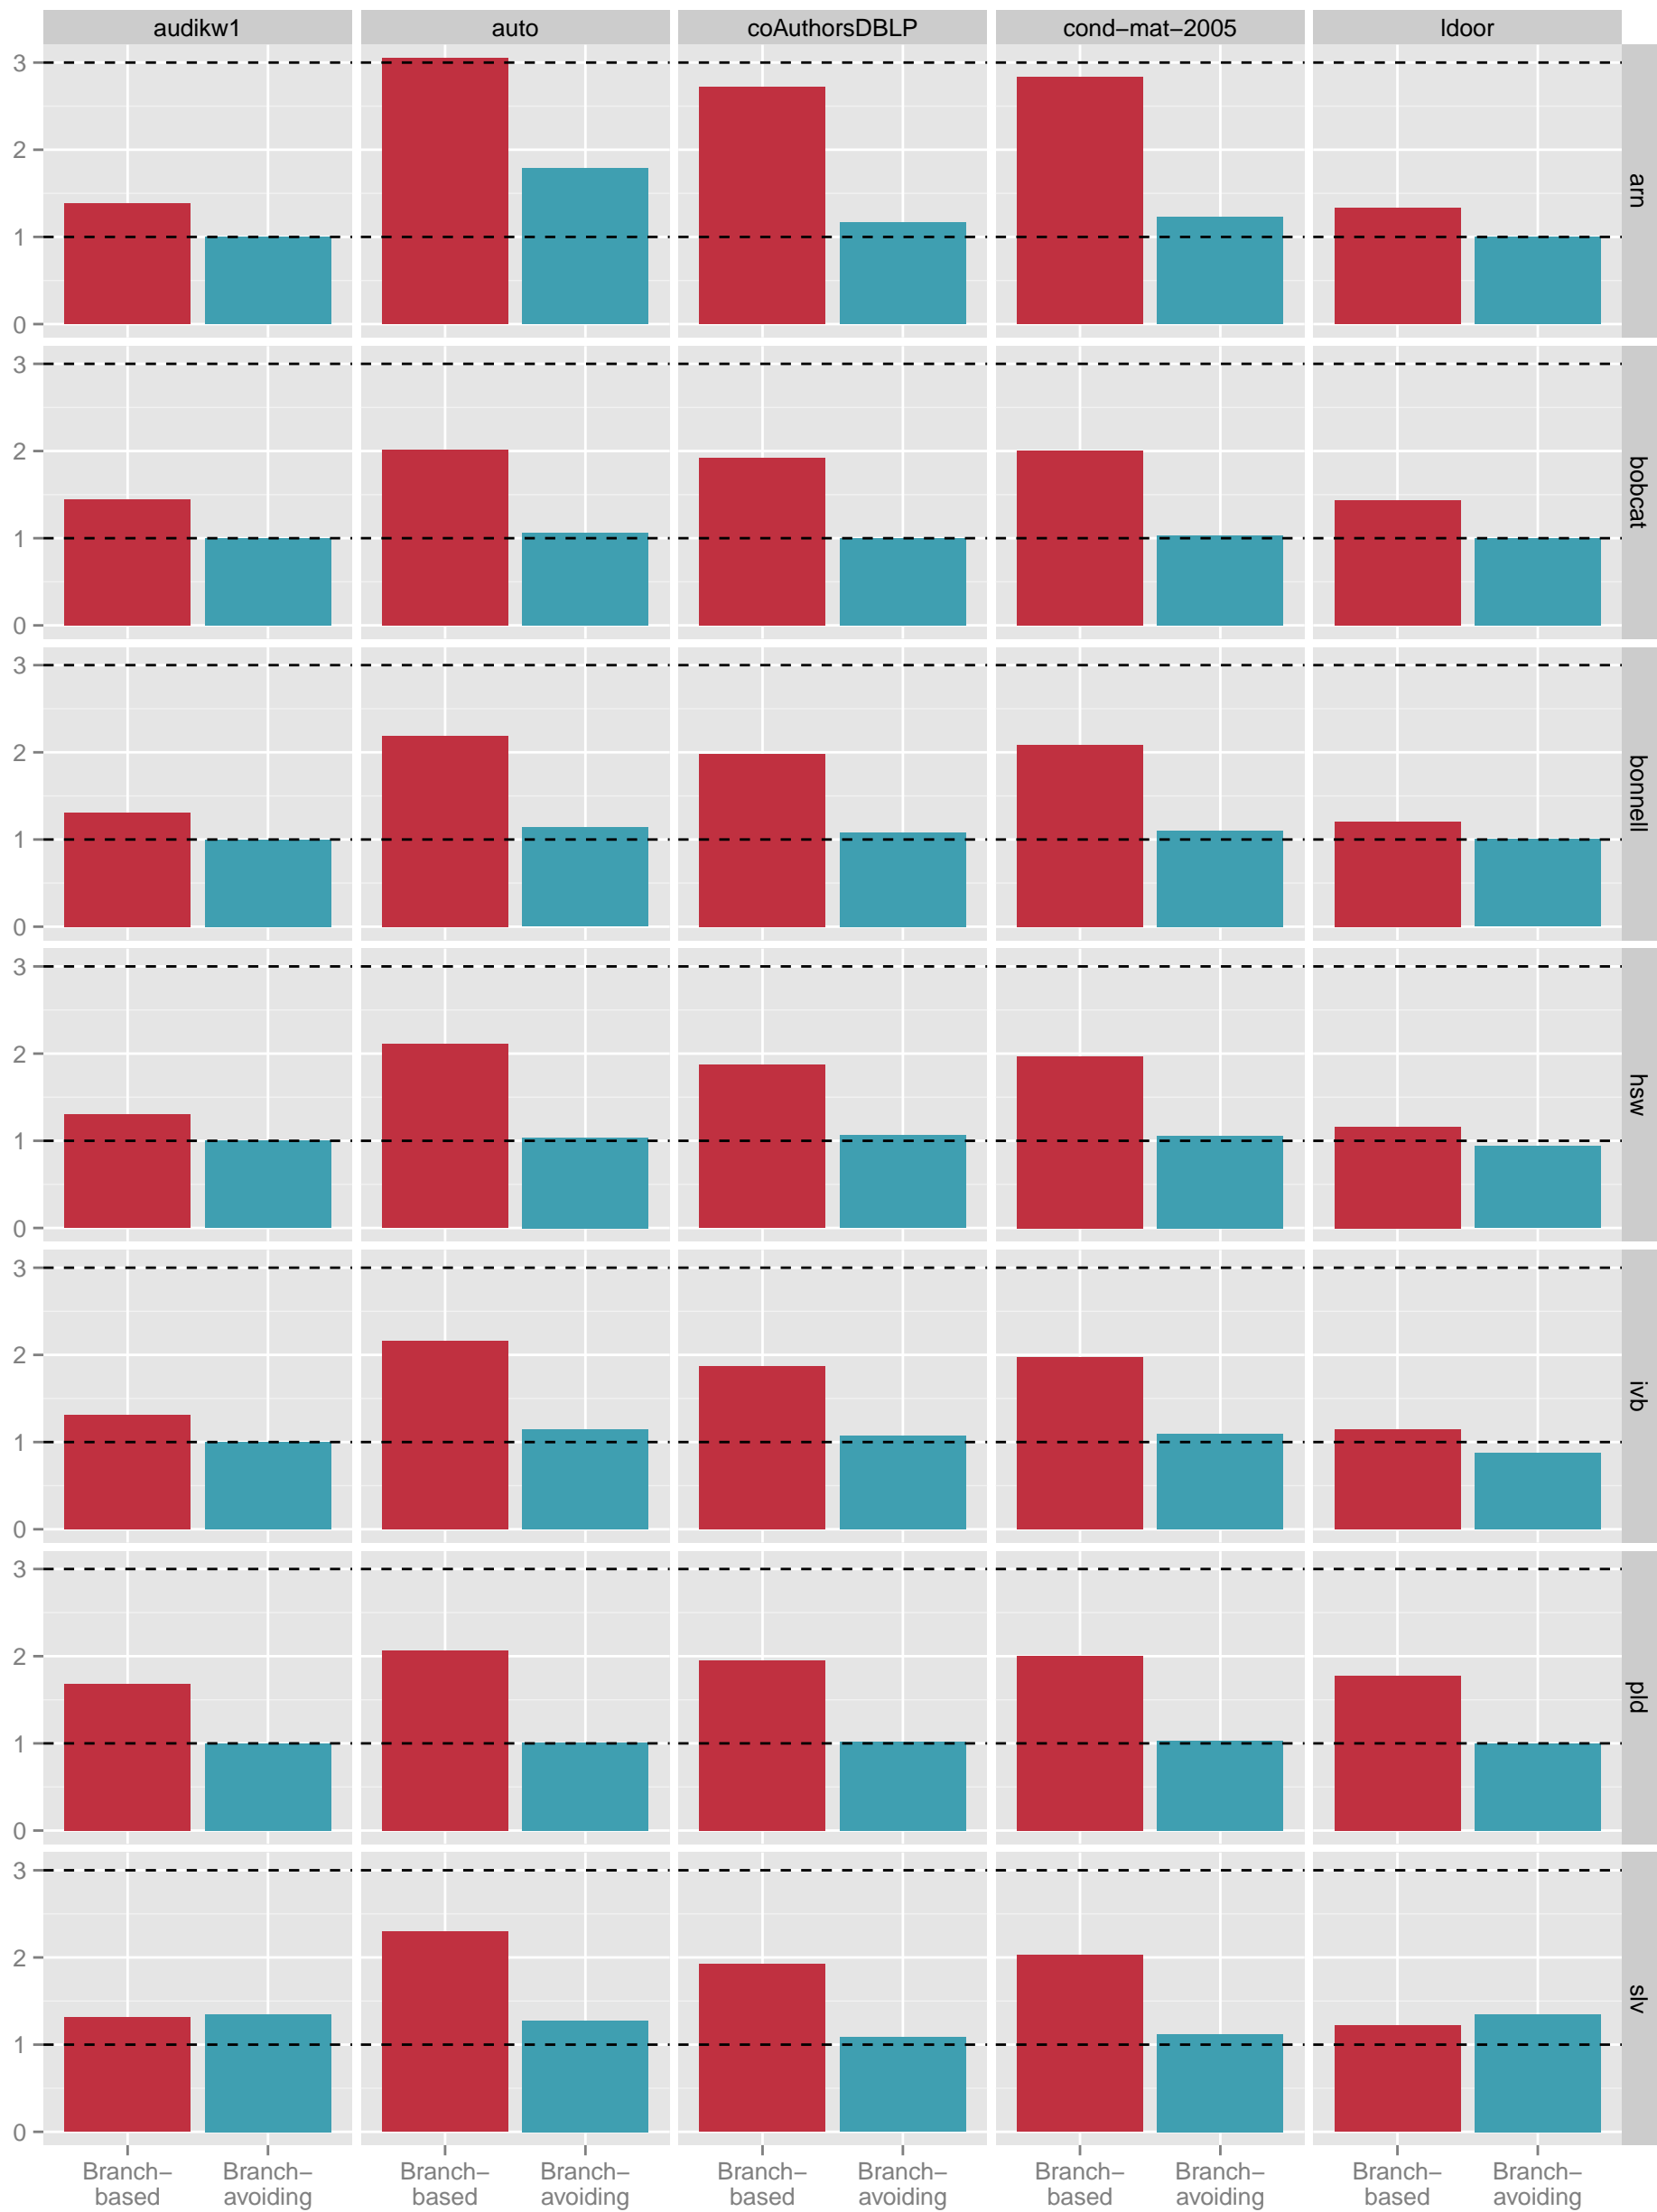 audikw1 auto coAuthorsDBLP cond−mat−2005 ldoor
3
2
1
0
arn
3
2
1
0
bobcat
3
2
1
0
bonnell
3
2
1
0
hsw
3
2
1
0
ivb
3
2
1
0
pld
3
2
1
0
slv
Branch− Branch− Branch− Branch− Branch− Branch− Branch− Branch− Branch− Branch−
based avoiding based avoiding based avoiding based avoiding based avoiding